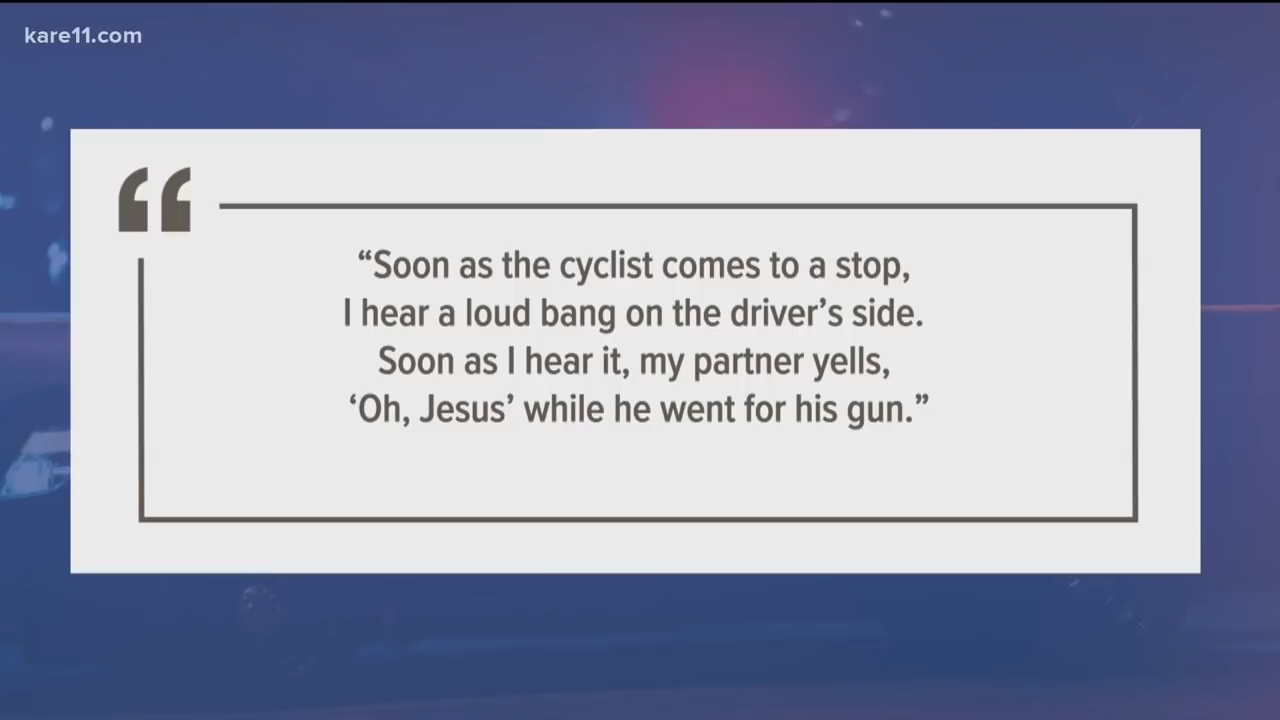 kare11.com
“
“Soon as the cyclist comes to a stop,
I hear a loud bang on the driver’s side.
Soon as I hear it, my partner yells,
‘Oh, Jesus’ while he went for his gun.”